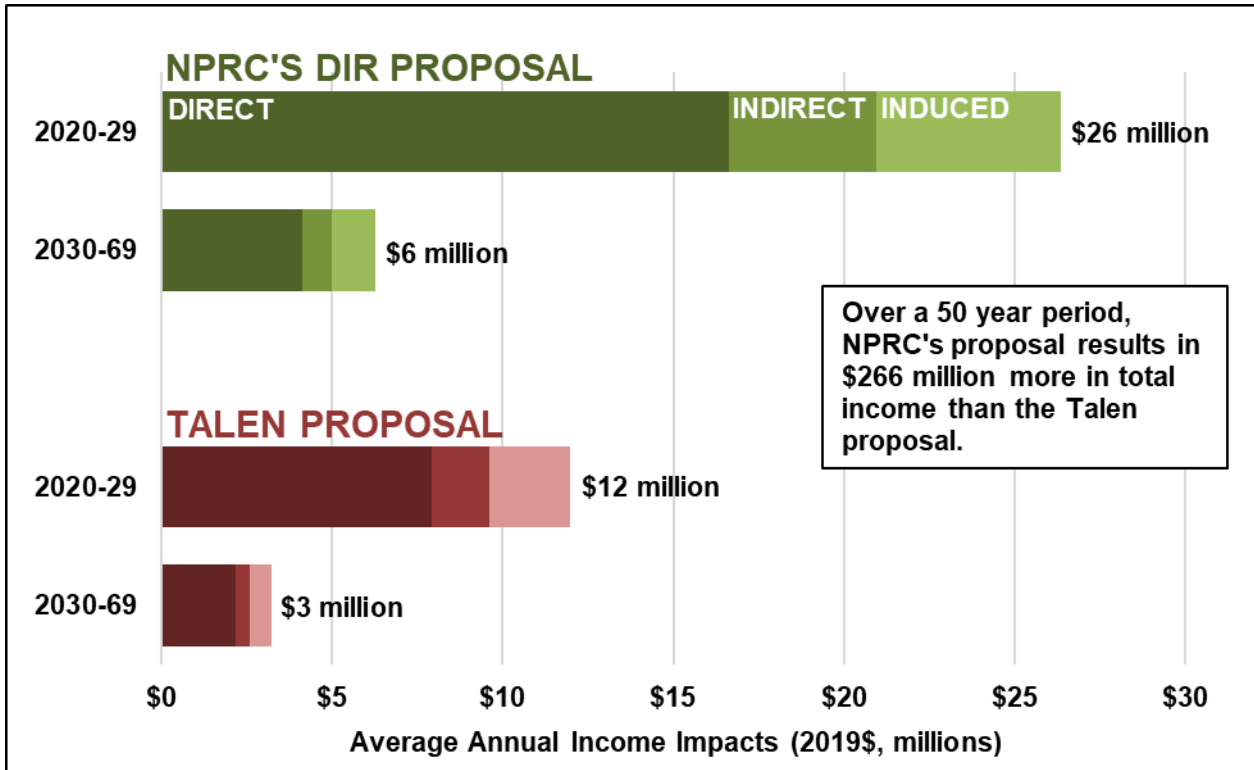 NPRC'S DIR PROPOSAL
DIRECT INDIRECT INDUCED
2020-29 $26 million
2030-69 $6 million
Over a 50 year period,
NPRC's proposal results in
$266 million more in total
income than the Talen
proposal.
TALEN PROPOSAL
2020-29 $12 million
2030-69 $3 million
$0 $5 $10 $15 $20 $25 $30
Average Annual Income Impacts (2019$, millions)